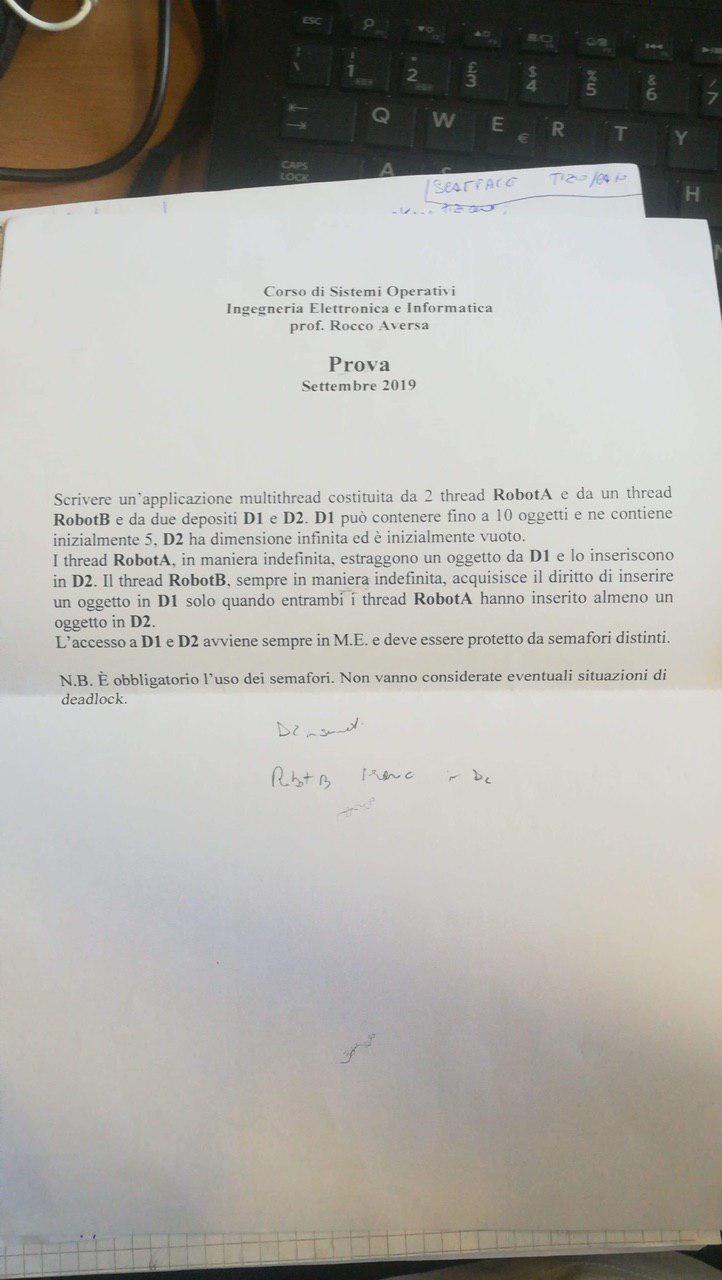 ESC
1 2 £ 3 $ 4 % 5 & 6 / 7
Q W E € R T Y
CAPS
LOCK
A
H
Corso di Sistemi Operativi
Ingegneria Elettronica e Informatica
prof. Rocco Aversa
Prova
Settembre 2019
Scrivere un'applicazione multithread costituita da 2 thread RobotA e da un thread
RobotB e da due depositi D1 e D2. D1 può contenere fino a 10 oggetti e ne contiene
inizialmente 5, D2 ha dimensione infinita ed è inizialmente vuoto.
I thread RobotA, in maniera indefinita, estraggono un oggetto da D1 e lo inseriscono
in D2. Il thread RobotB, sempre in maniera indefinita, acquisisce il diritto di inserire
un oggetto in D1 solo quando entrambi i thread RobotA hanno inserito almeno un
oggetto in D2.
L'accesso a D1 e D2 avviene sempre in M.E. e deve essere protetto da semafori distinti.
N.B. È obbligatorio l'uso dei semafori. Non vanno considerate eventuali situazioni di
deadlock.
D2